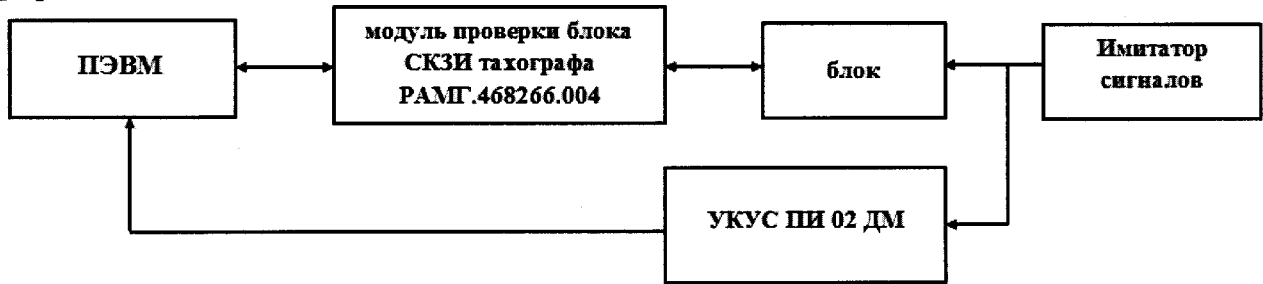 ПЭВМ
модуль проверки блока
СКЗИ тахографа
РАМГ.468266.004
блок
Имитатор
сигналов
УКУС ПИ 02 ДМ